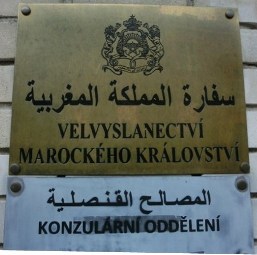 سفارة المملكة المغربية
VELVYSLANECTVÍ
MAROCKÉHO KRÁLOVSTVÍ
المصالح القنصلية
KONZULÁRNÍ ODDĚLENÍ